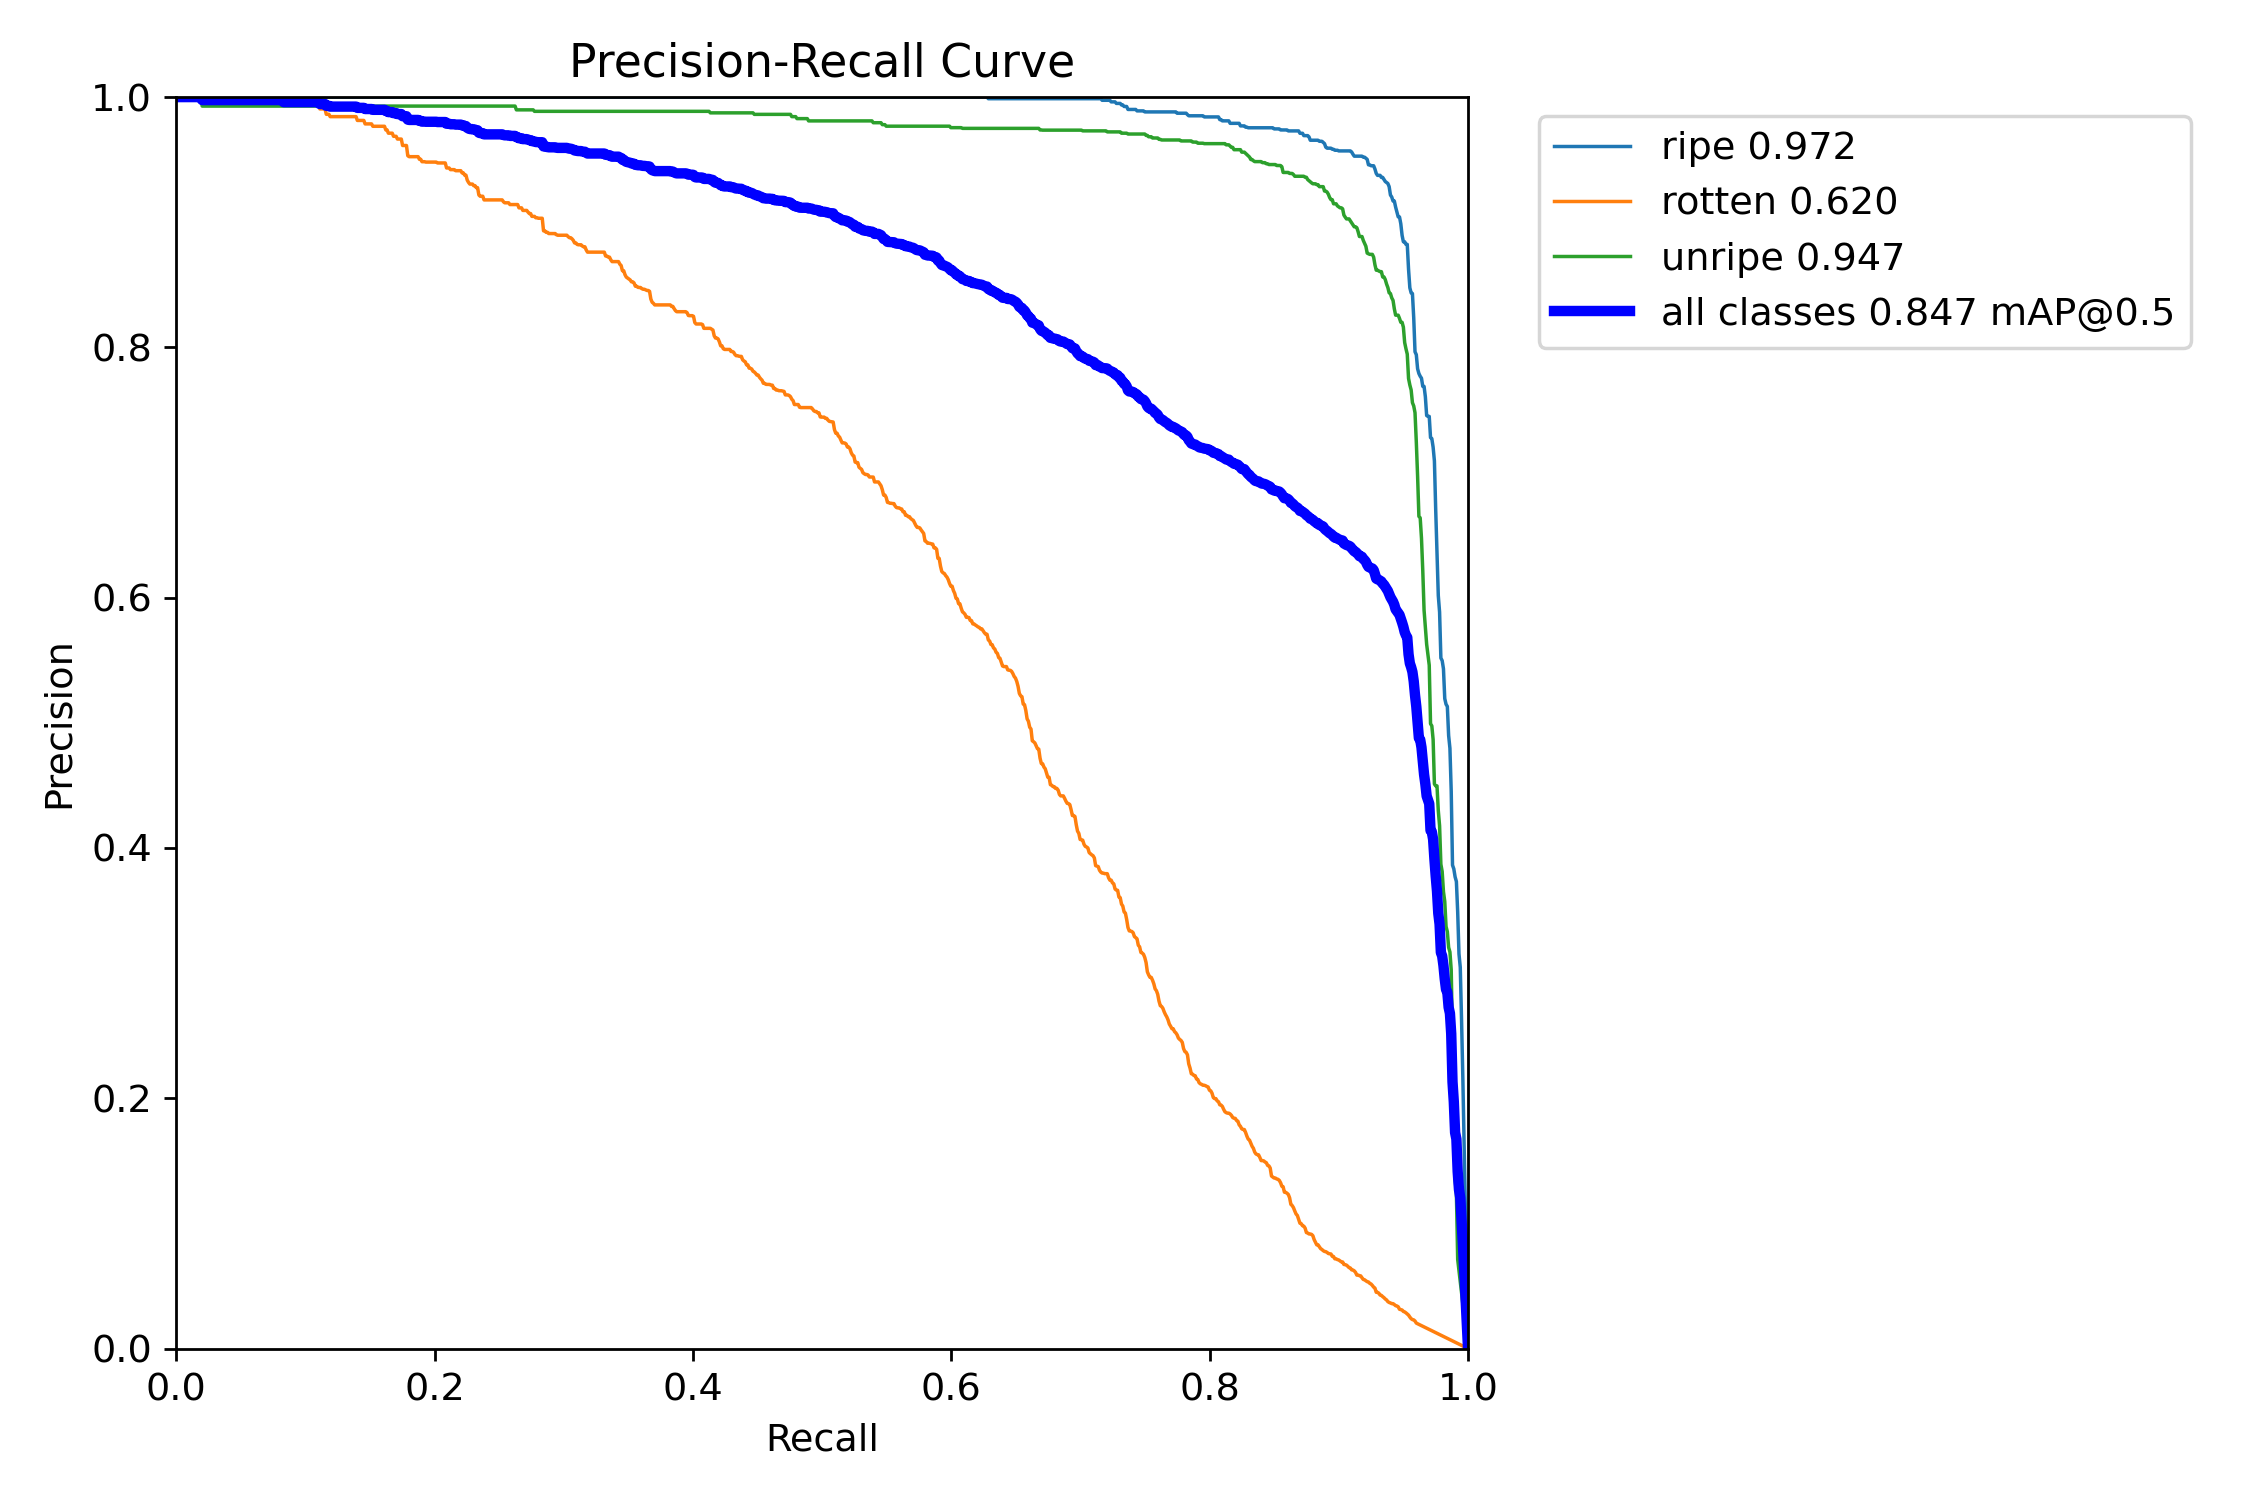 Precision-Recall Curve
ripe 0.972
rotten 0.620
unripe 0.947
all classes 0.847 mAP@0.5
Precision
1.0
0.8
0.6
0.4
0.2
0.0
0.0 0.2 0.4 0.6 0.8 1.0
Recall